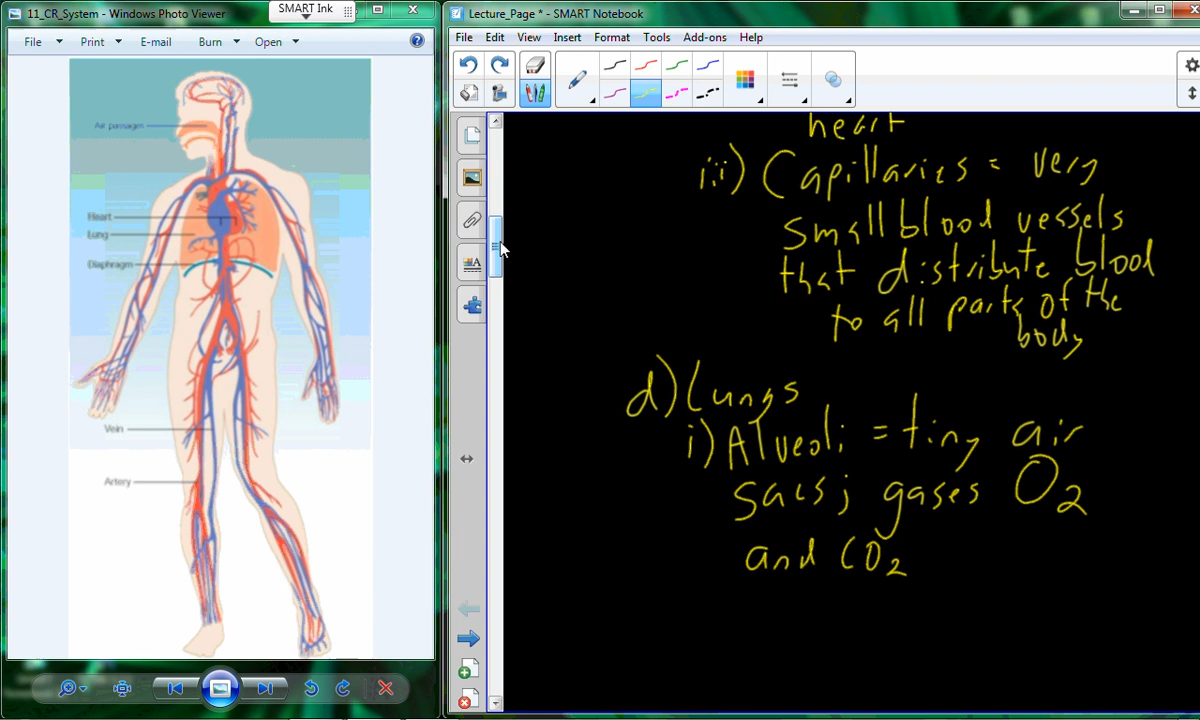 11_CR_System - Windows Photo Viewer
SMART Ink
File Print E-mail Burn Open
Air passages
Heart
Lung
Diaphragm
Vein
Artery
Lecture_Page * - SMART Notebook
File Edit View Insert Format Tools Add-ons Help
heart
iii) Capillaries = very
small blood vessels
that distribute blood
to all parts of the
body
d) Lungs
i) Alveoli = tiny air
sacs; gases O2
and CO2